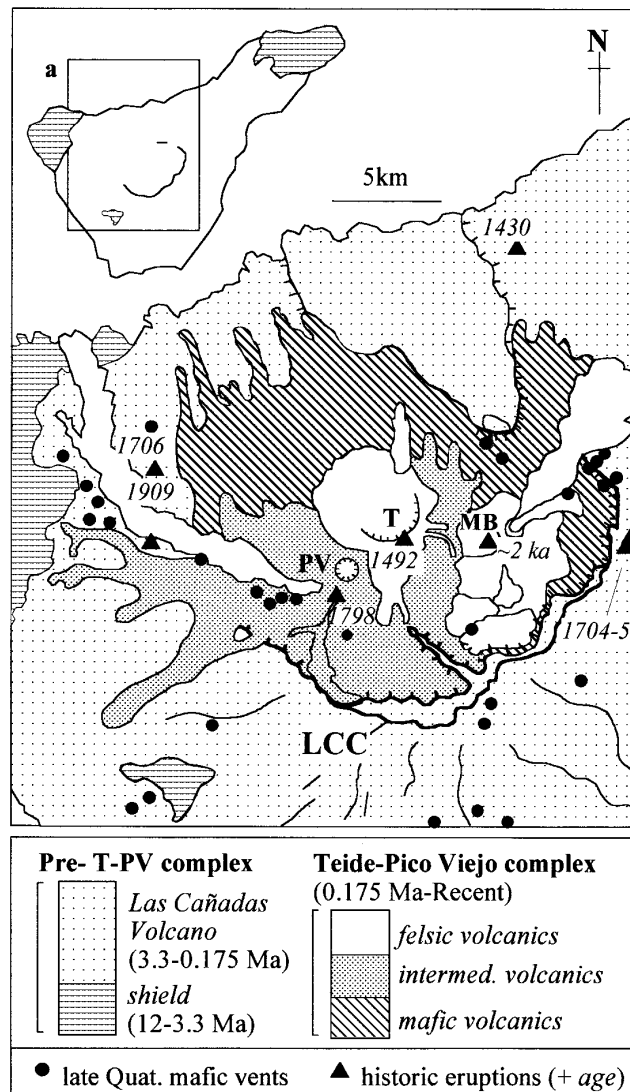 a
N
5km
1430
1706
1909
T
MB
~2 ka
1492
PV
1798
1704-5
LCC
Pre- T-PV complex
Las Cañadas
Volcano
(3.3-0.175 Ma)
shield
(12-3.3 Ma)
Teide-Pico Viejo complex
(0.175 Ma-Recent)
felsic volcanics
intermed. volcanics
mafic volcanics
late Quat. mafic vents
historic eruptions (+ age)